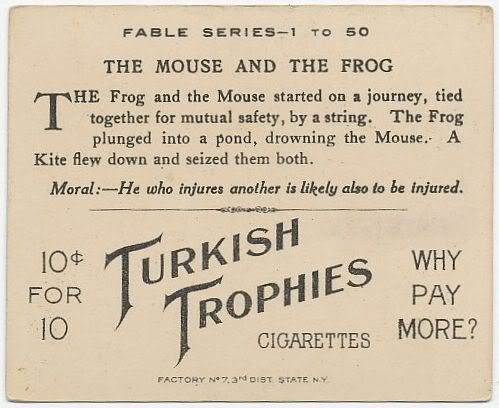 FABLE SERIES—1 TO 50
THE MOUSE AND THE FROG
THE Frog and the Mouse started on a journey, tied
together for mutual safety, by a string. The Frog
plunged into a pond, drowning the Mouse. A
Kite flew down and seized them both.
Moral:—He who injures another is likely also to be injured.
10¢
FOR
10
TURKISH
TROPHIES
CIGARETTES
WHY
PAY
MORE?
FACTORY Nº 7, 3rd DIST. STATE N.Y.